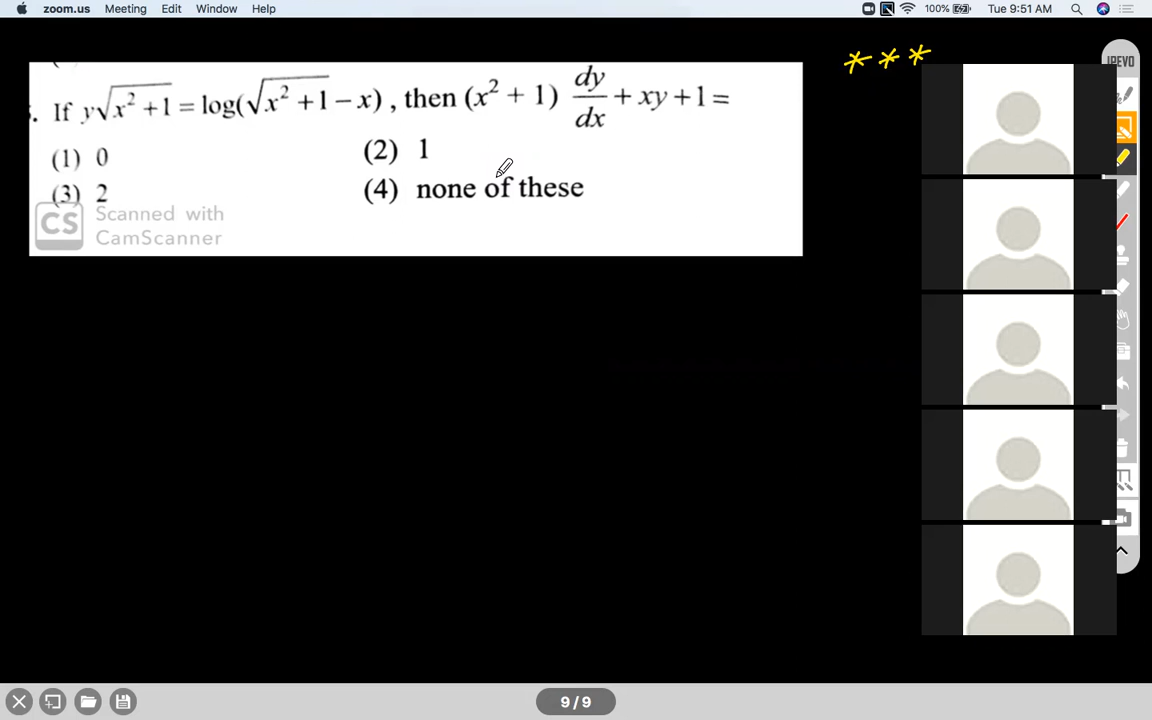 zoom.us Meeting Edit Window Help 100% Tue 9:51 AM
***
IPEVO
. If y√(x² + 1) = log(√(x² + 1) − x) , then (x² + 1) dy/dx + xy + 1 =
(1) 0 (2) 1
(3) 2 (4) none of these
CS Scanned with
CamScanner
9 / 9